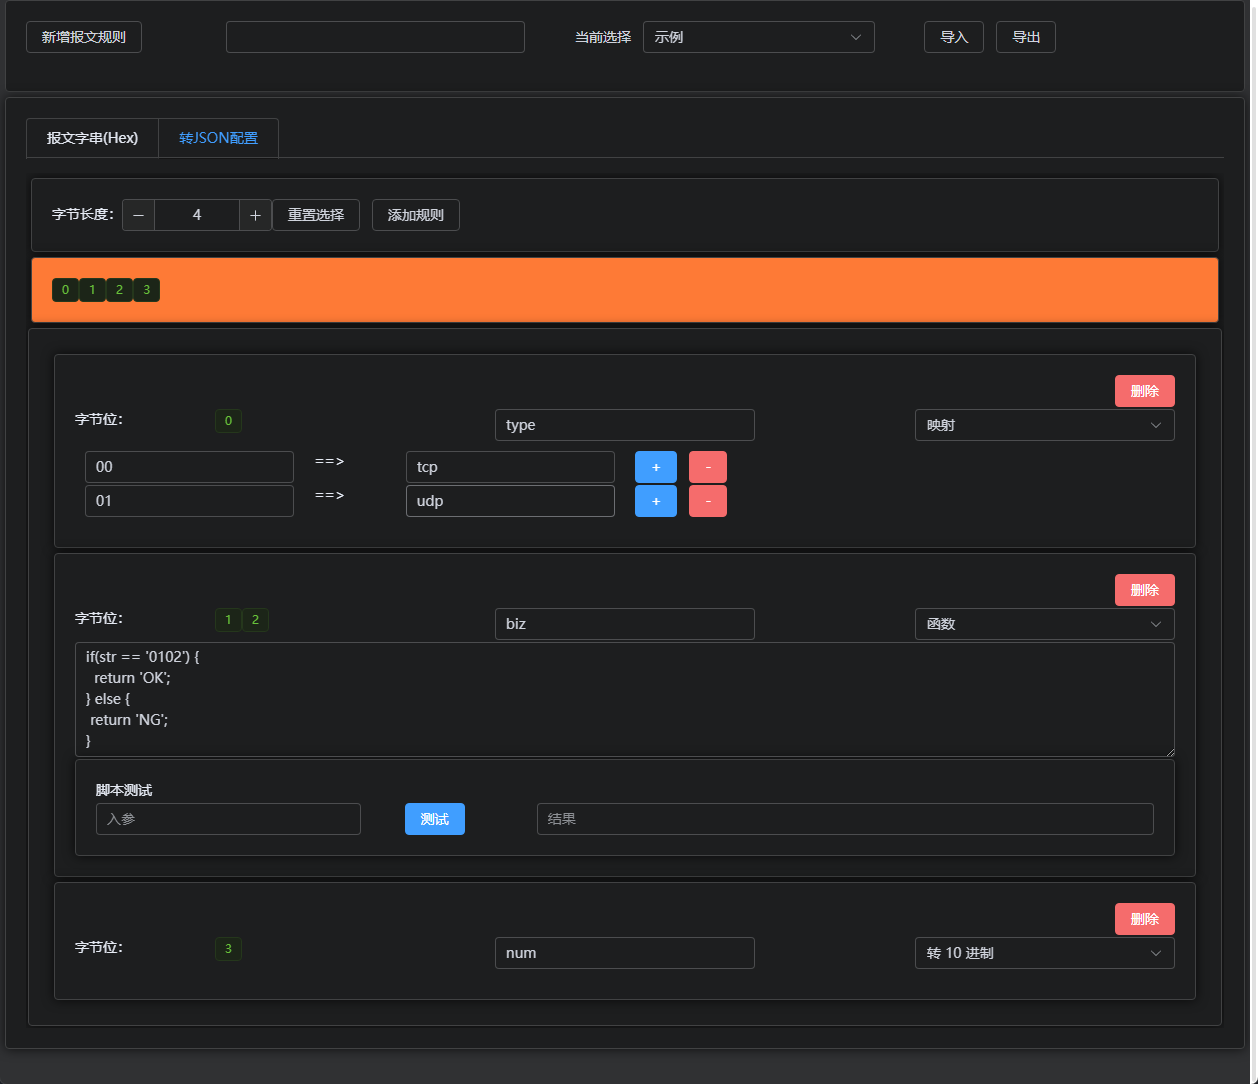 新增报文规则 当前选择 示例 导入 导出
报文字串(Hex) 转JSON配置
字节长度: − 4 + 重置选择 添加规则
0 1 2 3
删除
字节位: 0 type 映射
00 ==> tcp + -
01 ==> udp + -
删除
字节位: 1 2 biz 函数
if(str == '0102') {
return 'OK';
} else {
return 'NG';
}
脚本测试
入参 测试 结果
删除
字节位: 3 num 转 10 进制